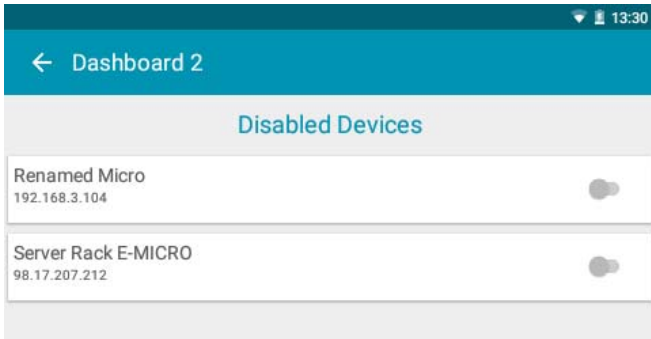 13:30
Dashboard 2
Disabled Devices
Renamed Micro
192.168.3.104
Server Rack E-MICRO
98.17.207.212